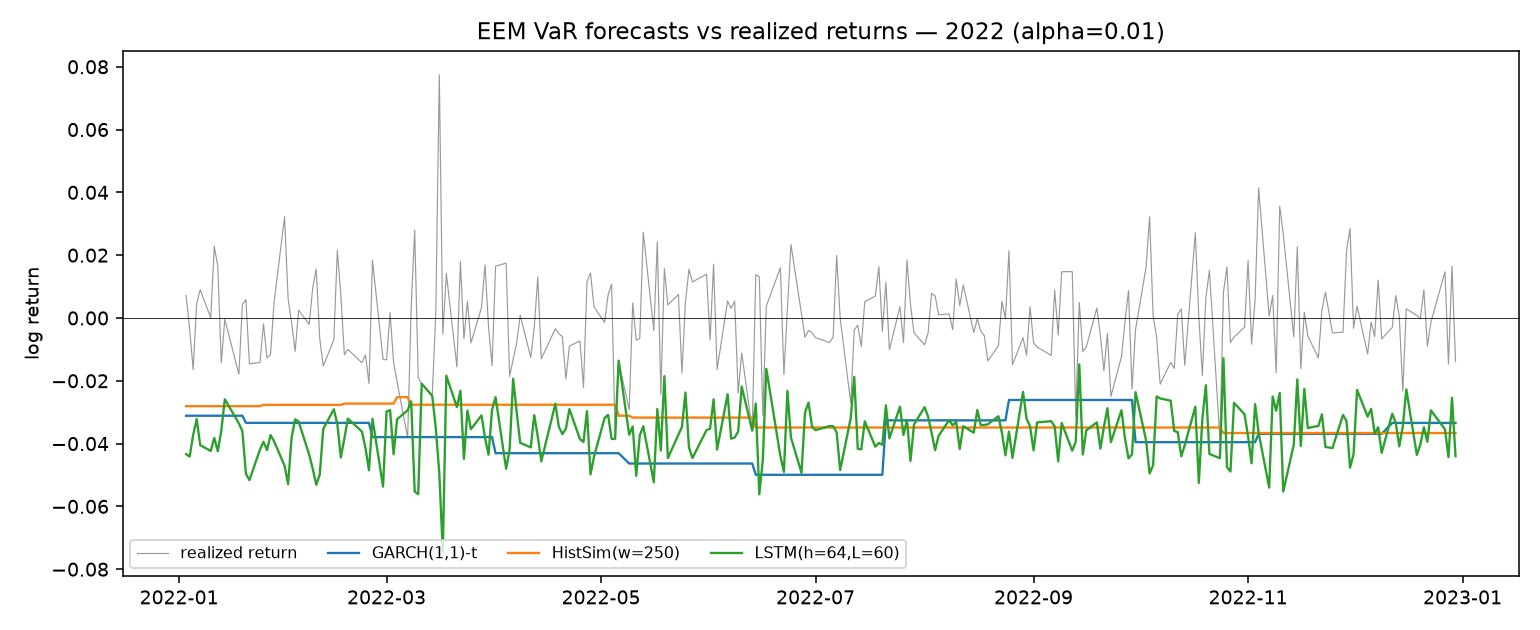 EEM VaR forecasts vs realized returns — 2022 (alpha=0.01)
log return
0.08
0.06
0.04
0.02
0.00
−0.02
−0.04
−0.06
−0.08
realized return
GARCH(1,1)-t
HistSim(w=250)
LSTM(h=64,L=60)
2022-01
2022-03
2022-05
2022-07
2022-09
2022-11
2023-01